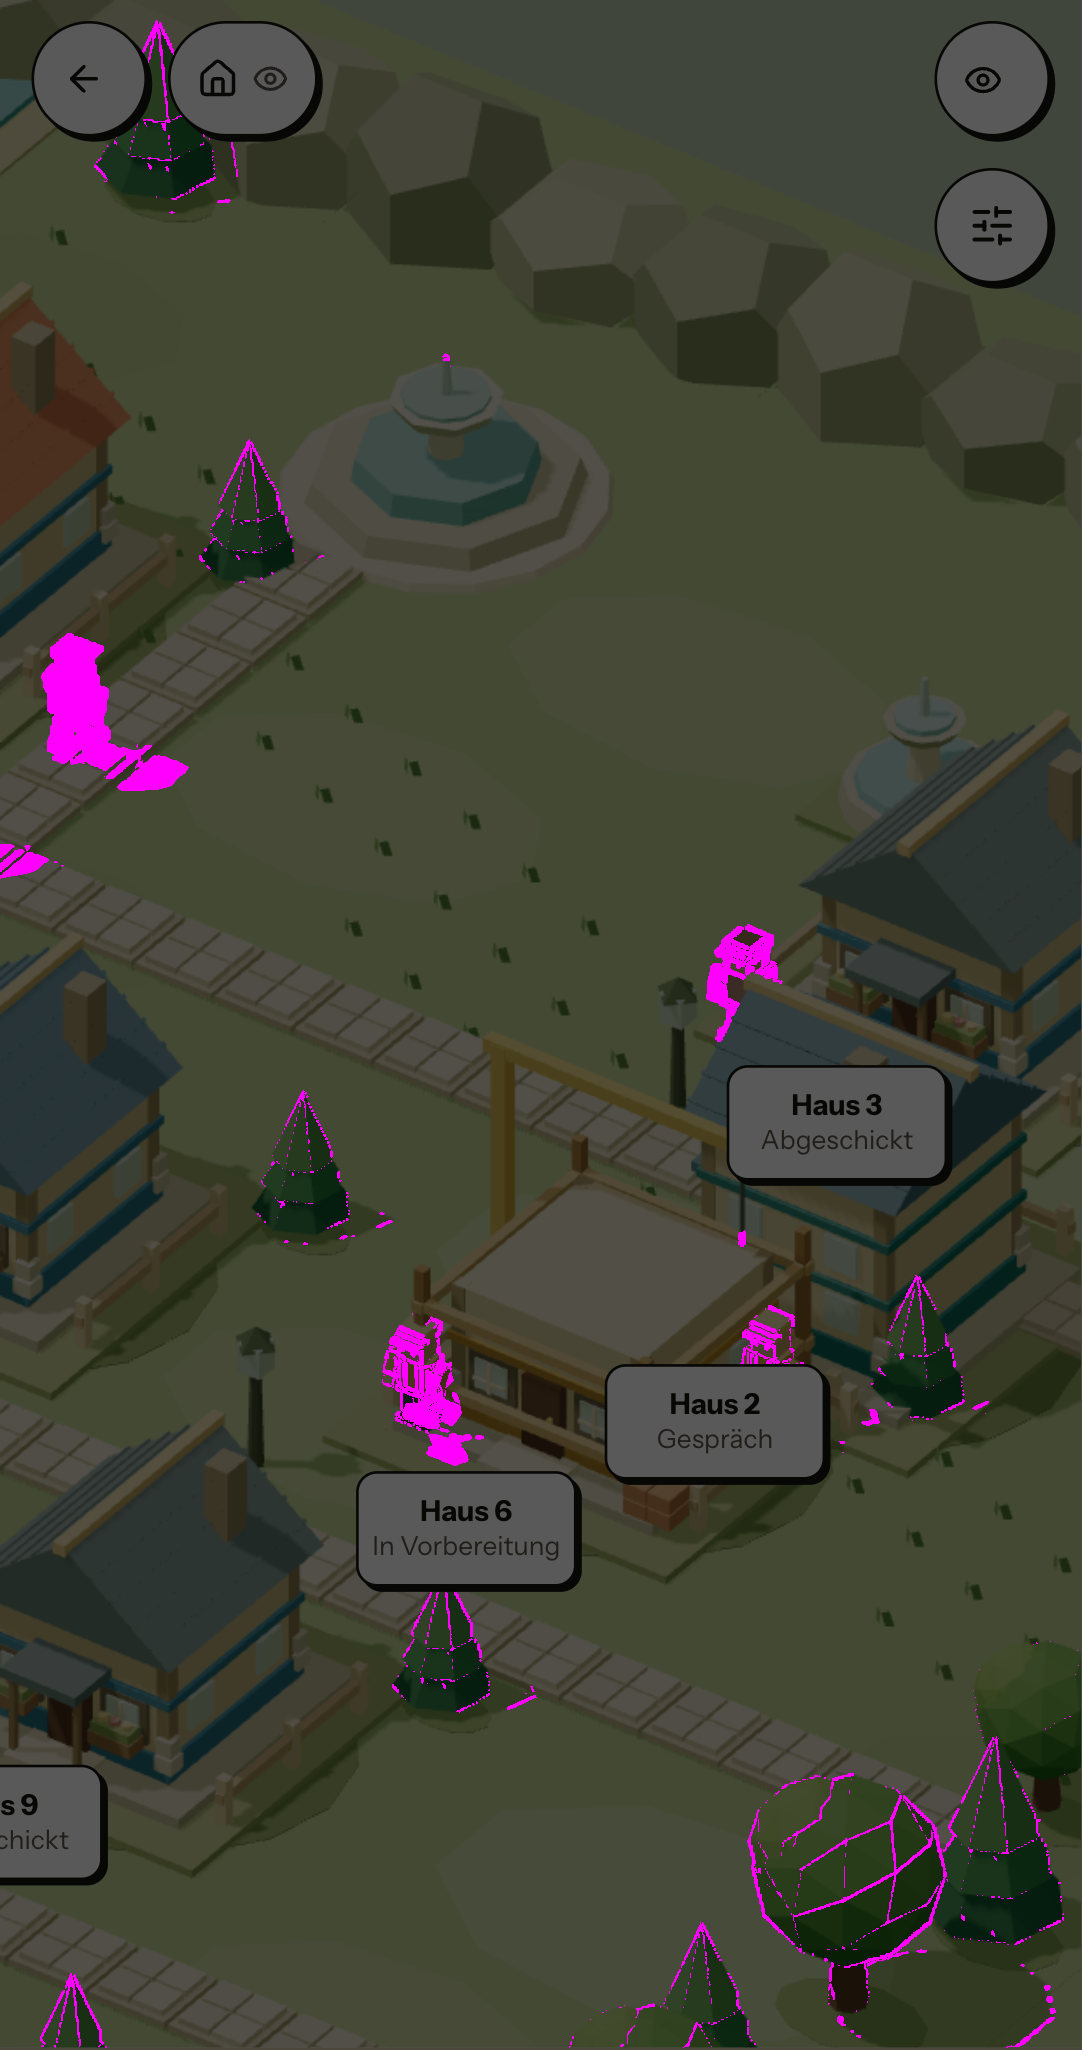 Haus 3
Abgeschickt
Haus 2
Gespräch
Haus 6
In Vorbereitung
s 9
chickt